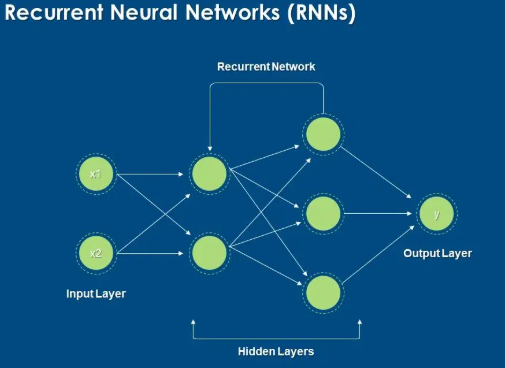 Recurrent Neural Networks (RNNs)
Recurrent Network
x1
x2
y
Output Layer
Input Layer
Hidden Layers